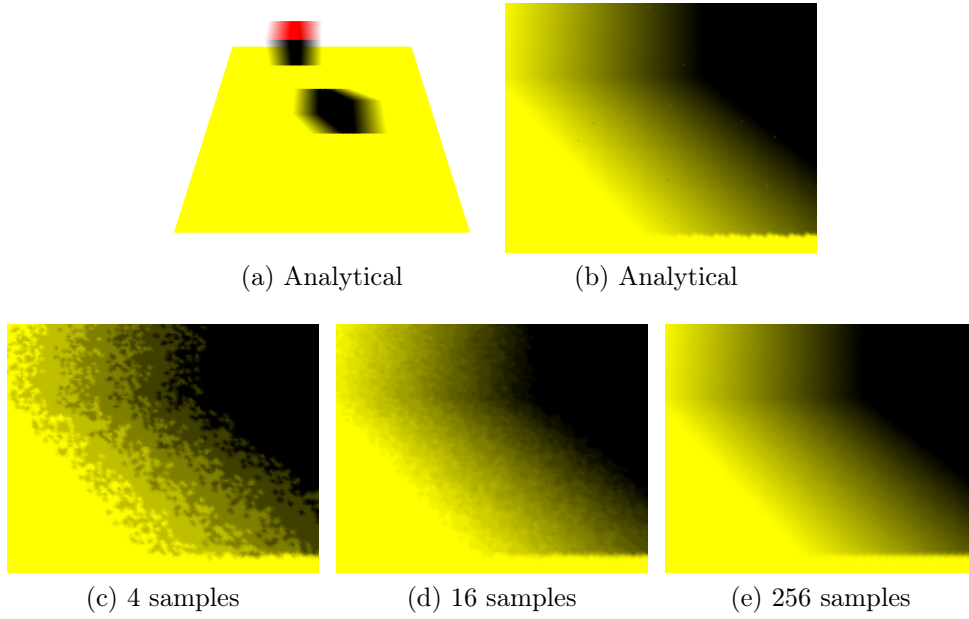 (a) Analytical
(b) Analytical
(c) 4 samples
(d) 16 samples
(e) 256 samples